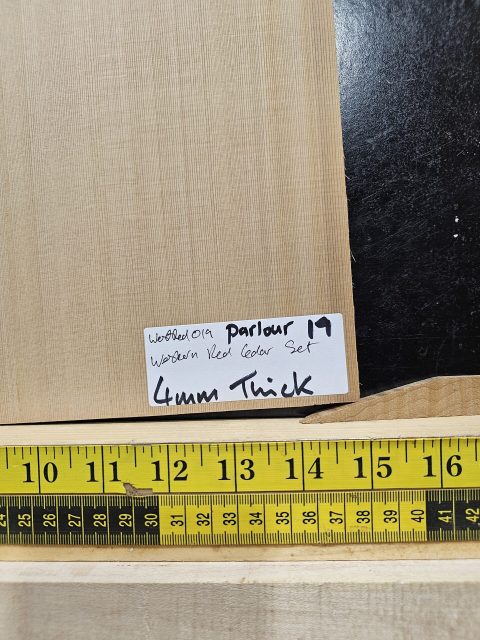 WestRed019 Parlour 19
Western Red Cedar Set
4mm Thick
10 11 12 13 14 15 16
24 25 26 27 28 29 30 31 32 33 34 35 36 37 38 39 40 41 42